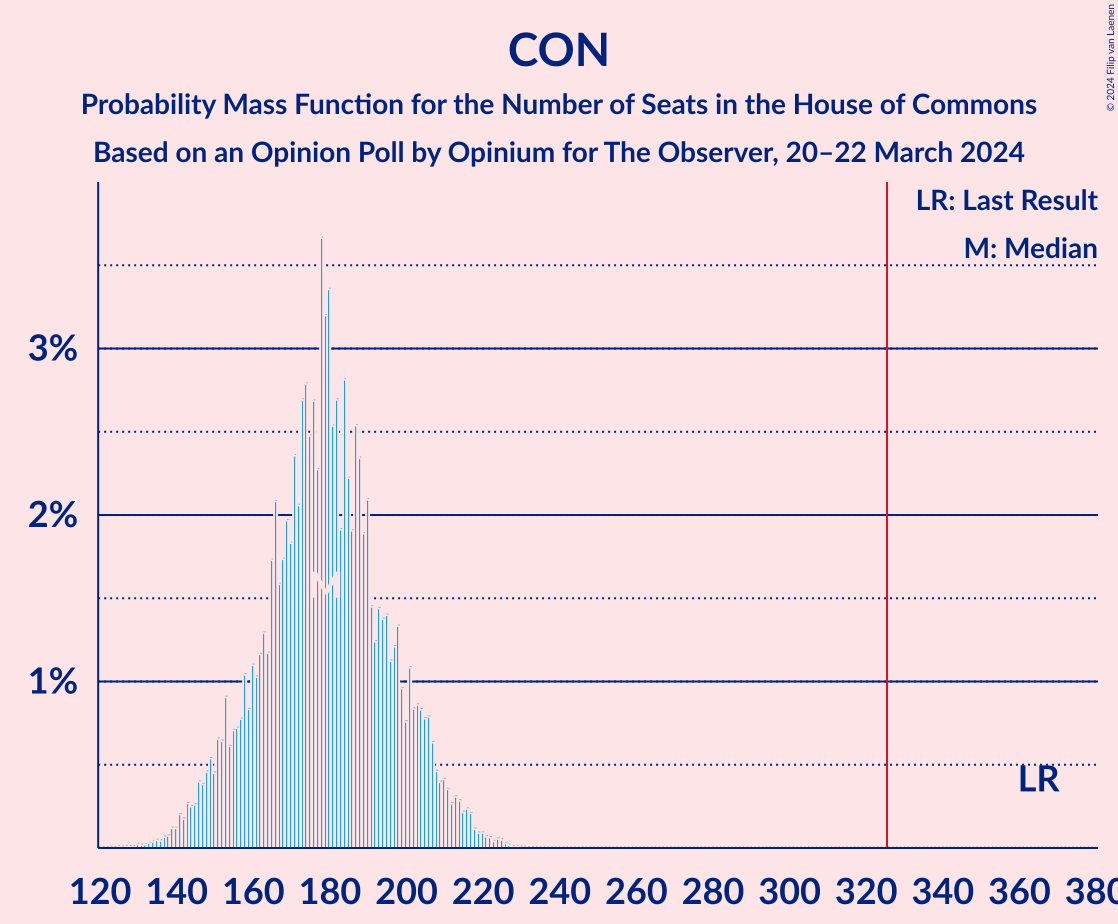 CON
Probability Mass Function for the Number of Seats in the House of Commons
Based on an Opinion Poll by Opinium for The Observer, 20–22 March 2024
© 2024 Filip van Laenen
LR: Last Result
M: Median
3%
2%
1%
LR
120 140 160 180 200 220 240 260 280 300 320 340 360 380